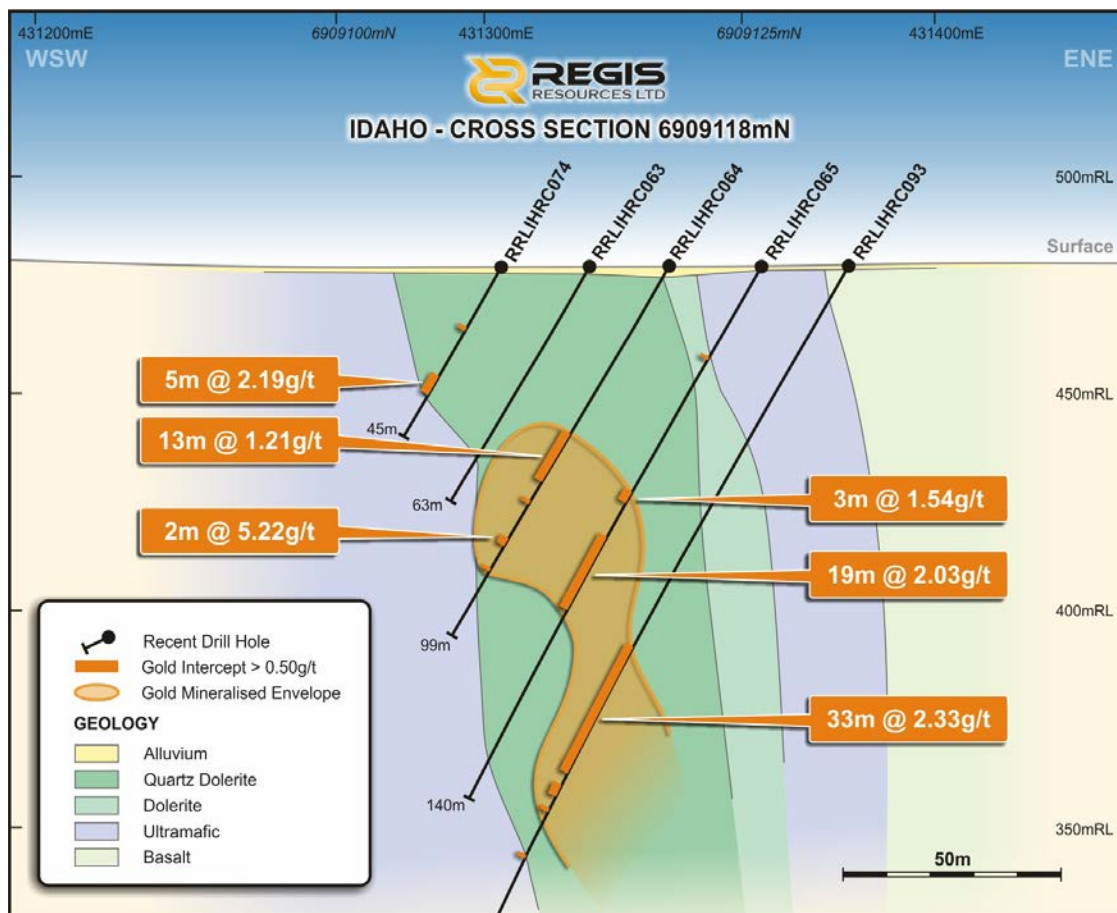 431200mE 6909100mN 431300mE 6909125mN 431400mE
WSW ENE
REGIS
RESOURCES LTD
IDAHO - CROSS SECTION 6909118mN
RRLIHRC074
RRLIHRC063
RRLIHRC064
RRLIHRC065
RRLIHRC093
500mRL
Surface
5m @ 2.19g/t
450mRL
13m @ 1.21g/t
45m
63m
3m @ 1.54g/t
2m @ 5.22g/t
19m @ 2.03g/t
400mRL
99m
33m @ 2.33g/t
140m
350mRL
Recent Drill Hole
Gold Intercept > 0.50g/t
Gold Mineralised Envelope
GEOLOGY
Alluvium
Quartz Dolerite
Dolerite
Ultramafic
Basalt
50m